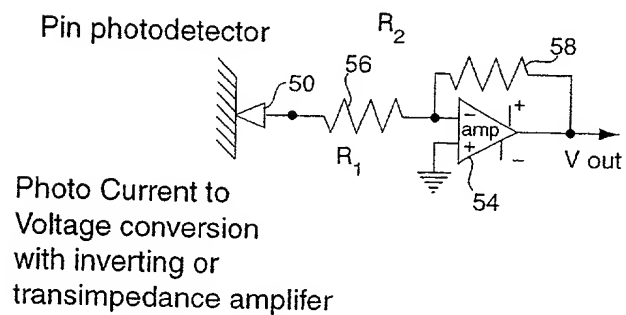 Pin photodetector
R2
50
56
58
R1
-
+
amp
+
-
54
V out
Photo Current to
Voltage conversion
with inverting or
transimpedance amplifer